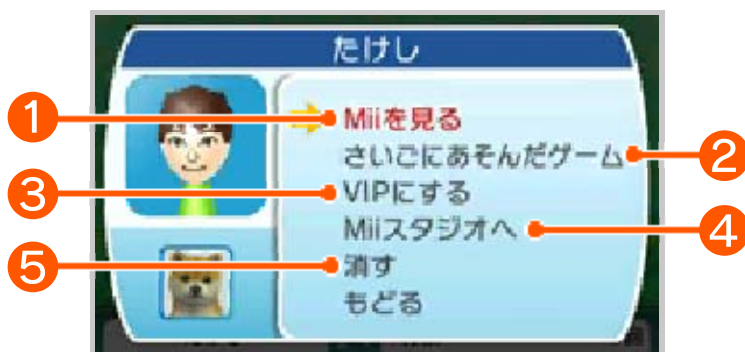 たけし
1 Miiを見る
さいごにあそんだゲーム 2
3 VIPにする
Miiスタジオへ 4
5 消す
もどる